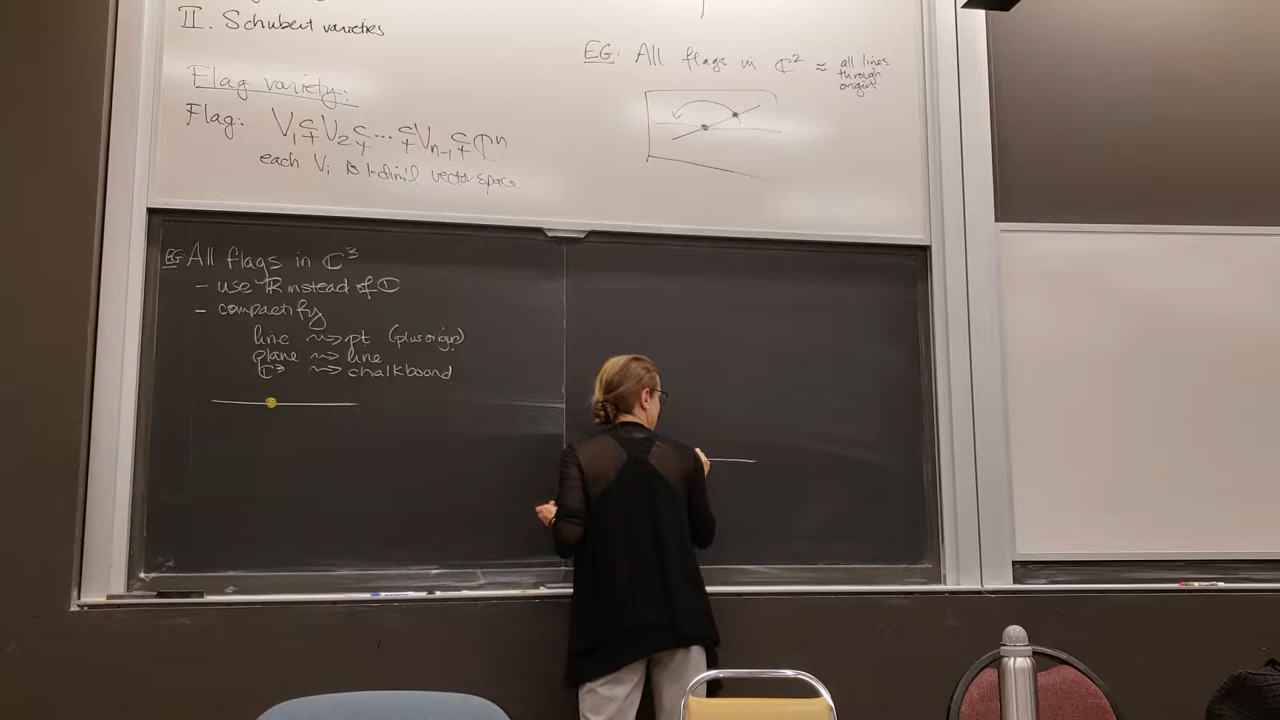 II. Schubert varieties
Flag variety:
Flag: V₁ ⊊ V₂ ⊊ ... ⊊ Vₙ₋₁ ⊊ ℂⁿ
each Vᵢ is i-dim'l vector space
EG: All flags in ℂ² ≈ all lines
through
origin
EG All flags in ℂ³
- use ℝ instead of ℂ
- compactify
line ⇝ pt (plus origin)
plane ⇝ line
ℂ³ ⇝ chalkboard